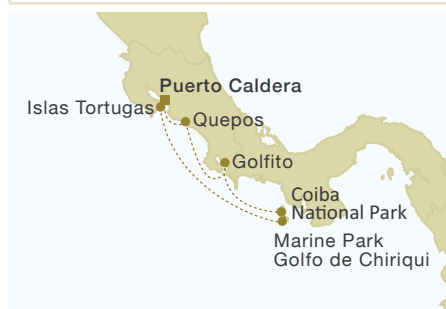 Puerto Caldera
Islas Tortugas
Quepos
Golfito
Coiba
National Park
Marine Park
Golfo de Chiriqui